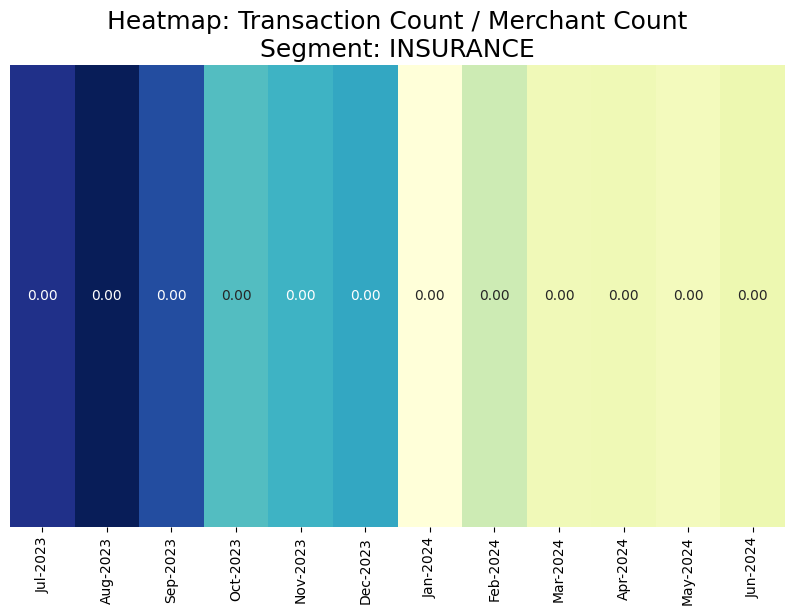 Heatmap: Transaction Count / Merchant Count
Segment: INSURANCE
0.00 0.00 0.00 0.00 0.00 0.00 0.00 0.00 0.00 0.00 0.00 0.00
Jul-2023 Aug-2023 Sep-2023 Oct-2023 Nov-2023 Dec-2023 Jan-2024 Feb-2024 Mar-2024 Apr-2024 May-2024 Jun-2024